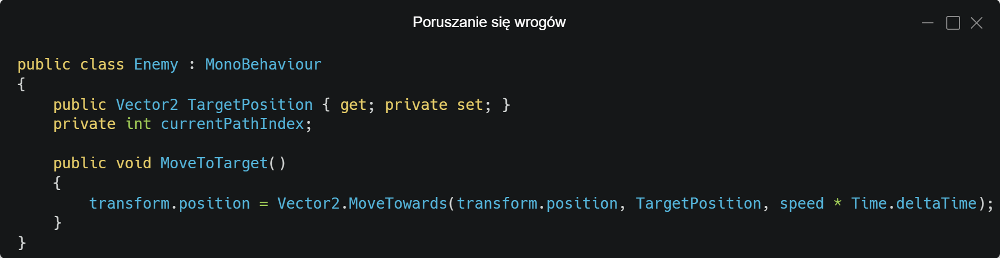 Poruszanie się wrogów
public class Enemy : MonoBehaviour
{
    public Vector2 TargetPosition { get; private set; }
    private int currentPathIndex;

    public void MoveToTarget()
    {
        transform.position = Vector2.MoveTowards(transform.position, TargetPosition, speed * Time.deltaTime);
    }
}